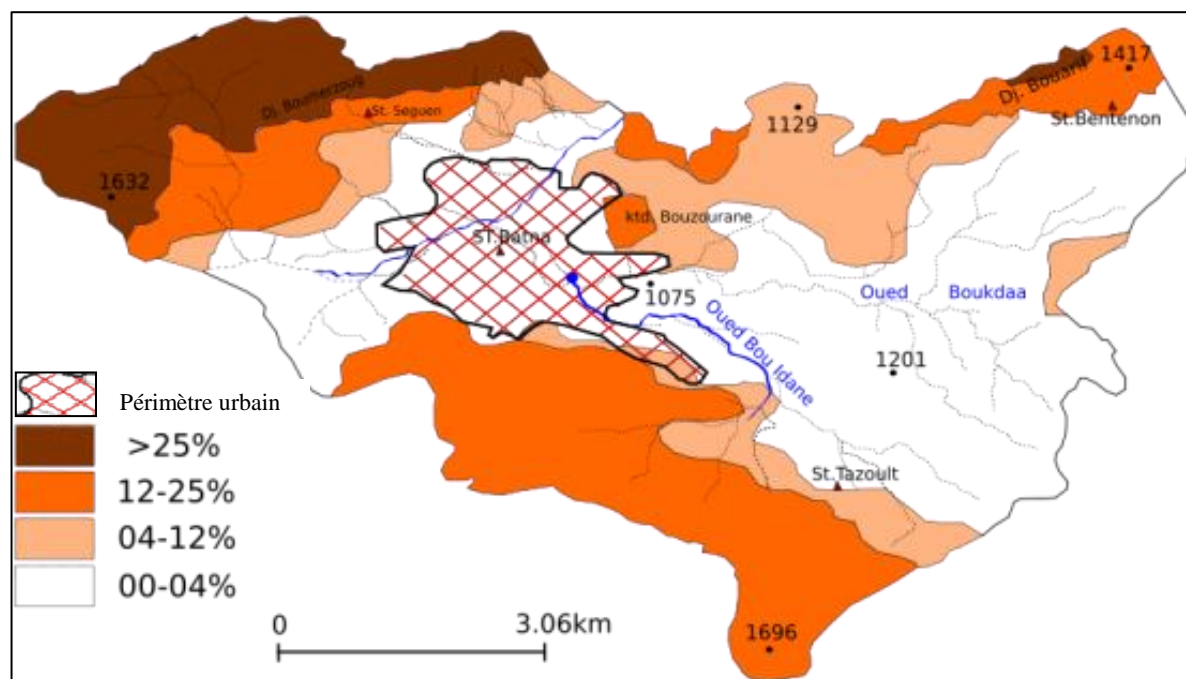 1417
Dj. Bouarif
Dj. Boumerzoug
St. Seguen
1129
St.Bentenon
1632
ktd. Bouzourane
ST.Batna
1075
Oued Boukdaa
Oued Bou Idane
1201
Périmètre urbain
>25%
12-25%
St.Tazoult
04-12%
00-04%
0 3.06km
1696